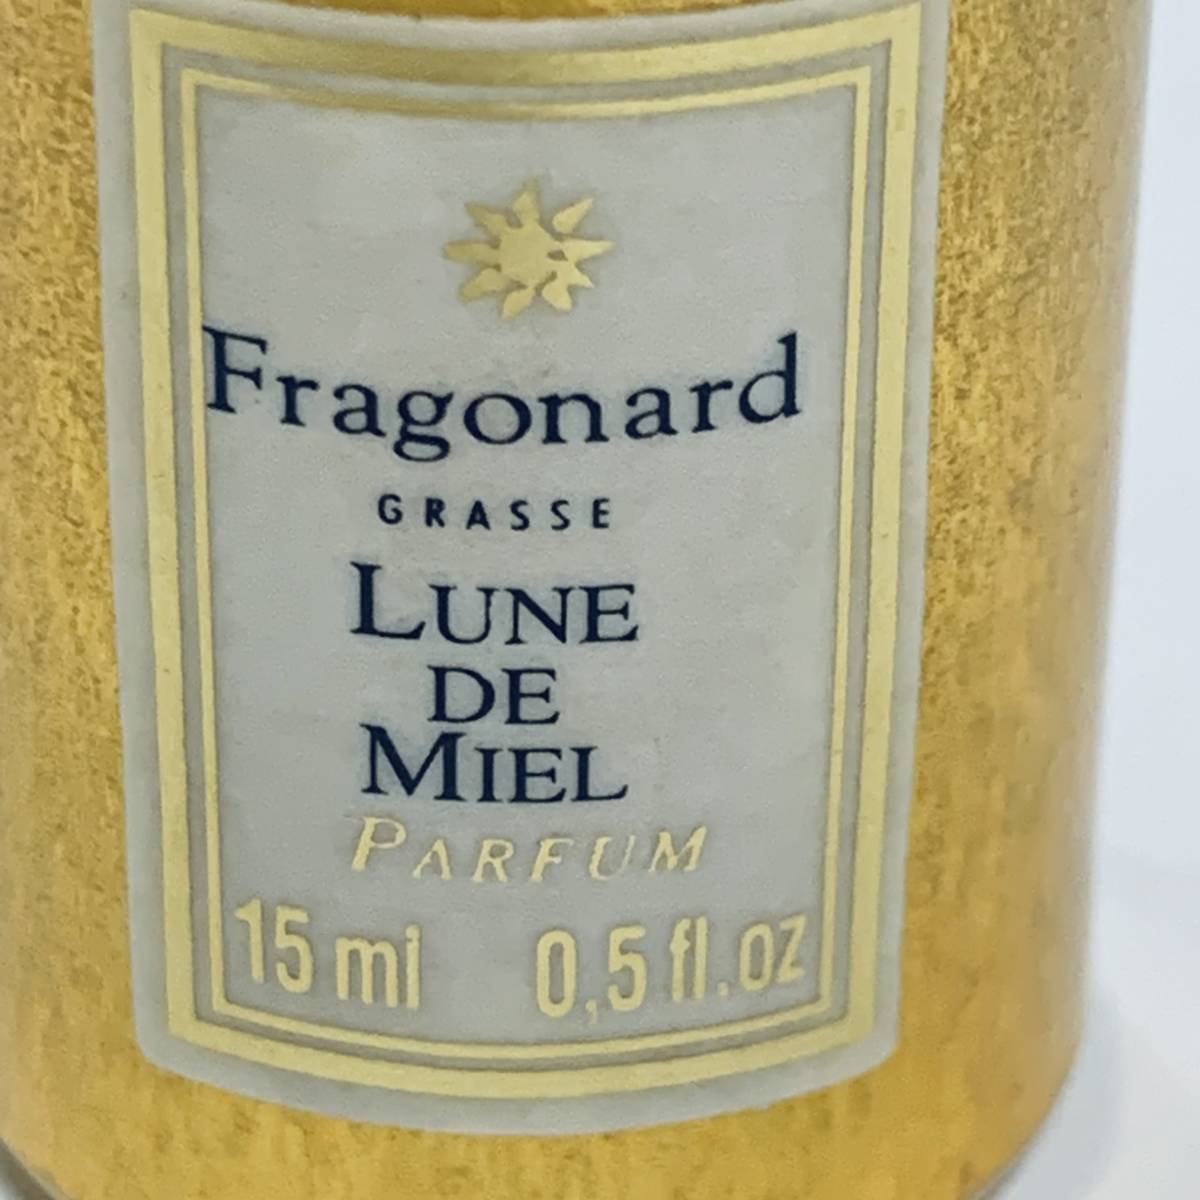 Fragonard
GRASSE
LUNE
DE
MIEL
PARFUM
15 ml 0,5 fl.oz